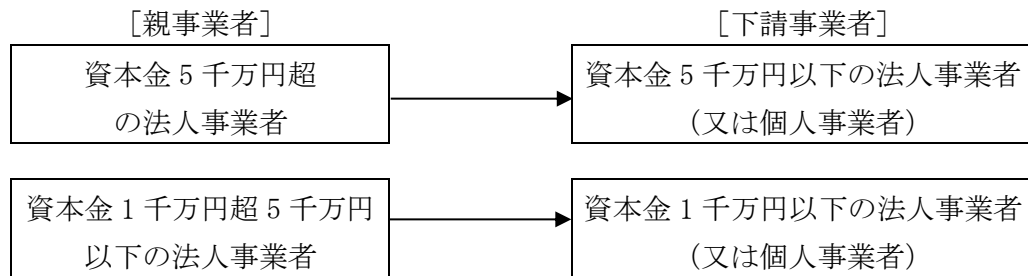 ［親事業者］
［下請事業者］
資本金５千万円超
の法人事業者
資本金５千万円以下の法人事業者
（又は個人事業者）
資本金１千万円超５千万円
以下の法人事業者
資本金１千万円以下の法人事業者
（又は個人事業者）